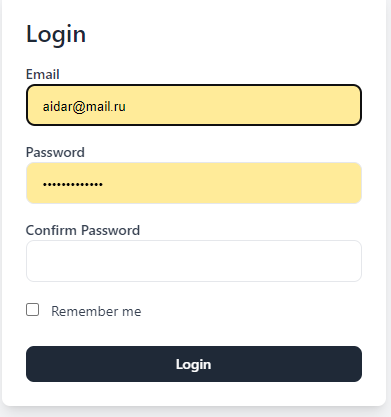 Login
Email
aidar@mail.ru
Password
•••••••••••••
Confirm Password
Remember me
Login